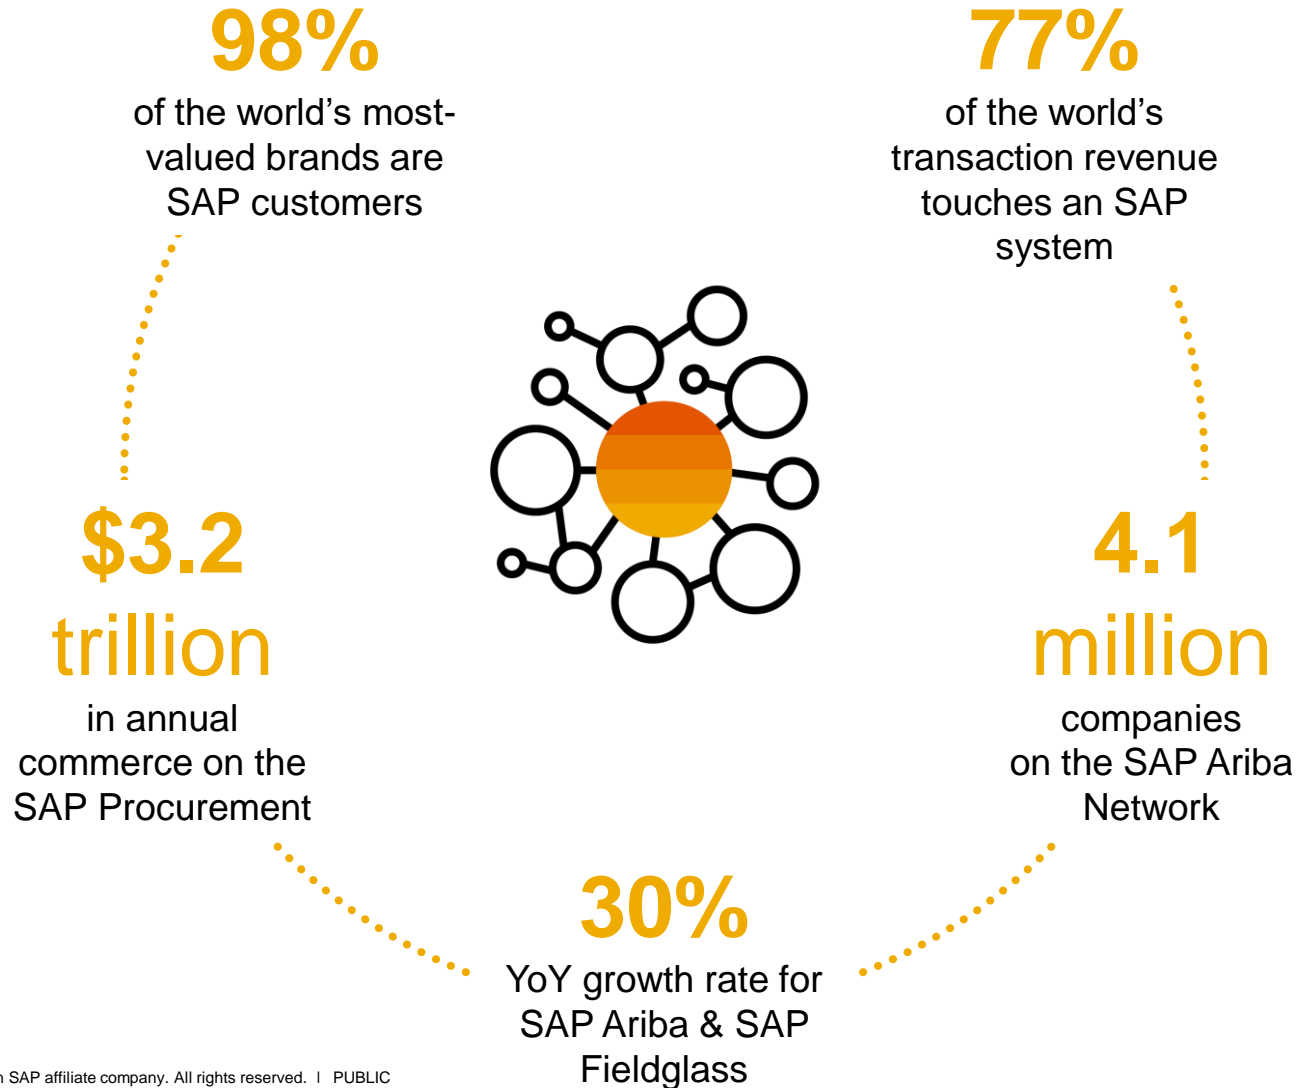 98%
of the world's most-
valued brands are
SAP customers
77%
of the world's
transaction revenue
touches an SAP
system
$3.2
trillion
in annual
commerce on the
SAP Procurement
4.1
million
companies
on the SAP Ariba
Network
30%
YoY growth rate for
SAP Ariba & SAP
Fieldglass
SAP affiliate company. All rights reserved. | PUBLIC